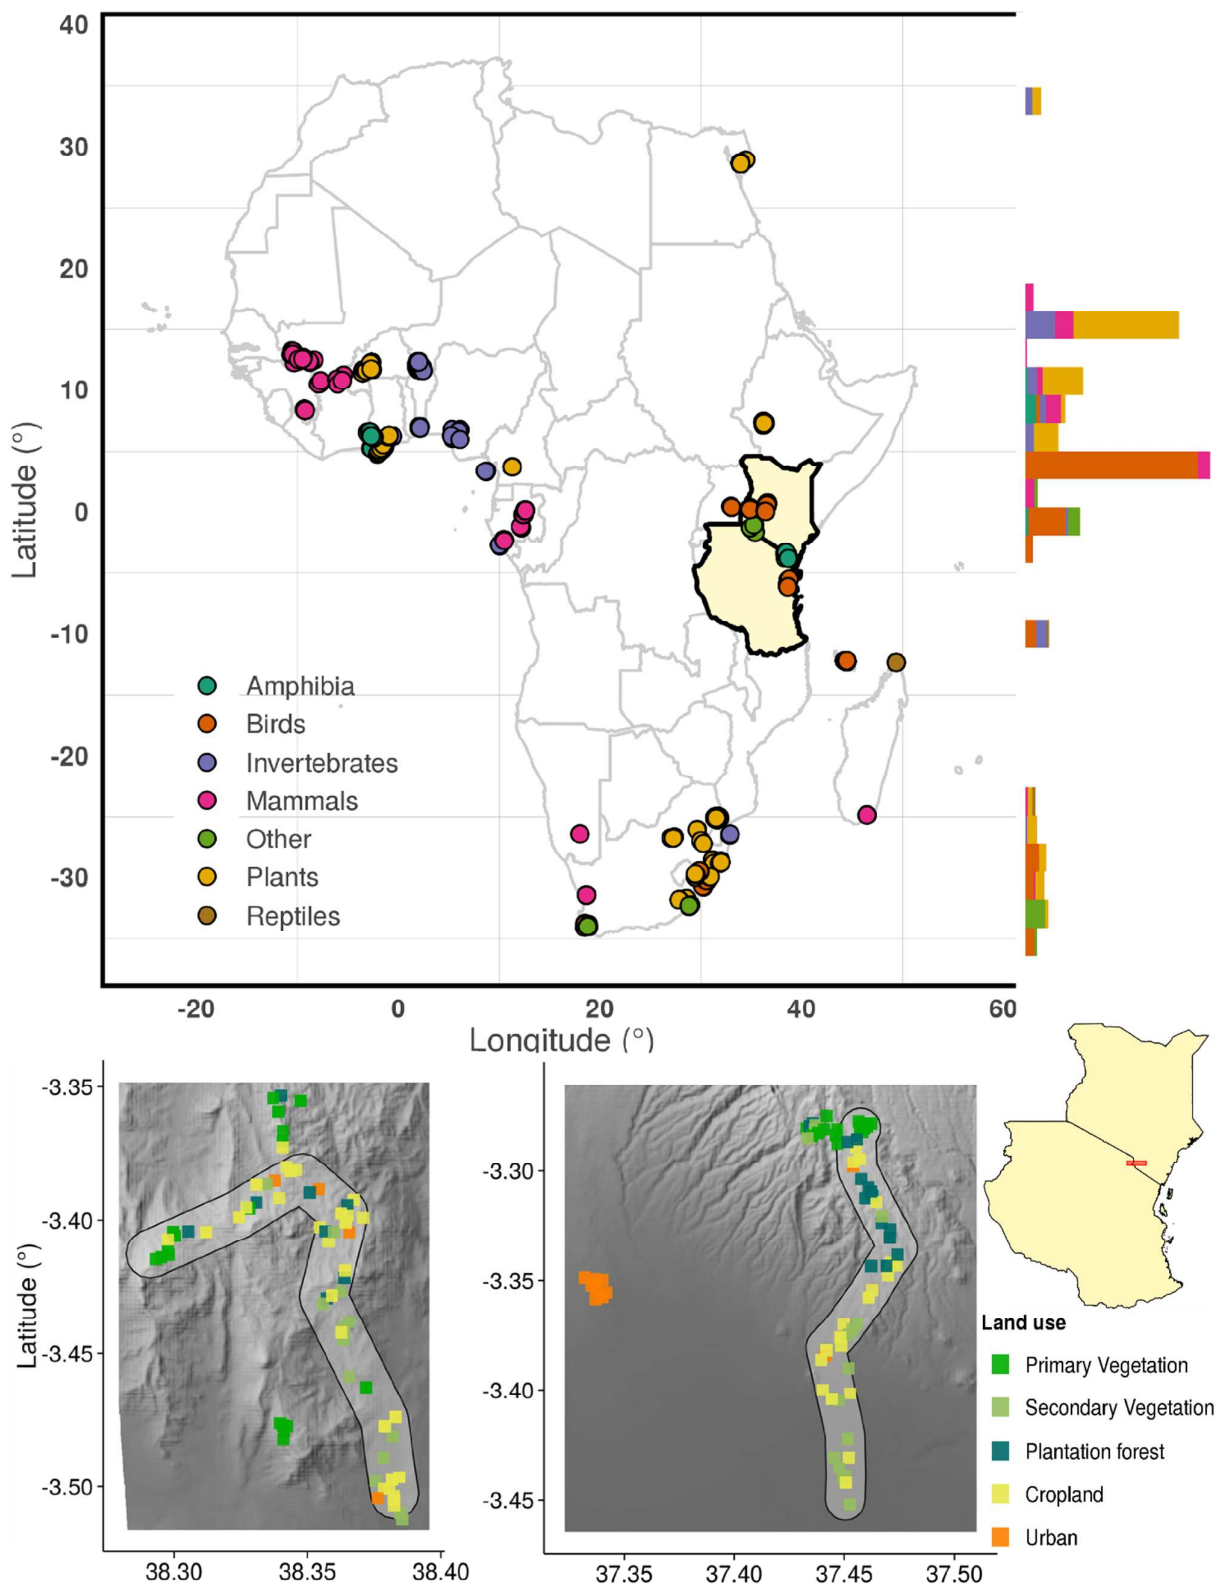 40
30
20
10
0
-10
-20
-30
Latitude (°)
Amphibia
Birds
Invertebrates
Mammals
Other
Plants
Reptiles
-20 0 20 40 60
Longitude (°)
-3.35
-3.40
-3.45
-3.50
Latitude (°)
38.30 38.35 38.40
-3.30
-3.35
-3.40
-3.45
37.35 37.40 37.45 37.50
Land use
Primary Vegetation
Secondary Vegetation
Plantation forest
Cropland
Urban